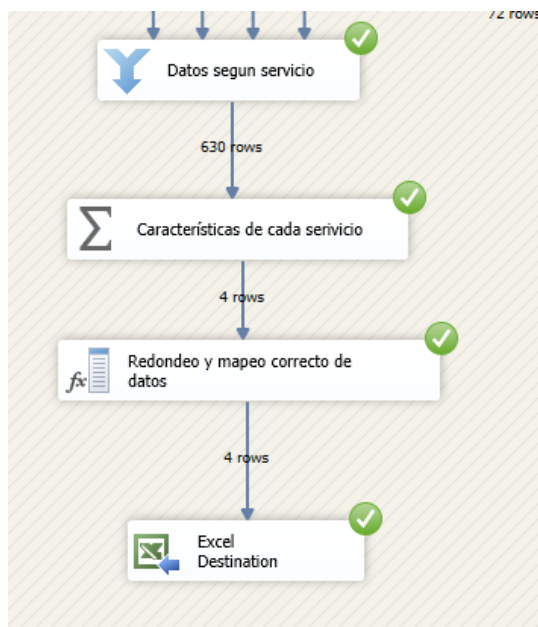 72 rows
Datos segun servicio
630 rows
Características de cada serivicio
4 rows
Redondeo y mapeo correcto de
datos
fx
4 rows
Excel
Destination